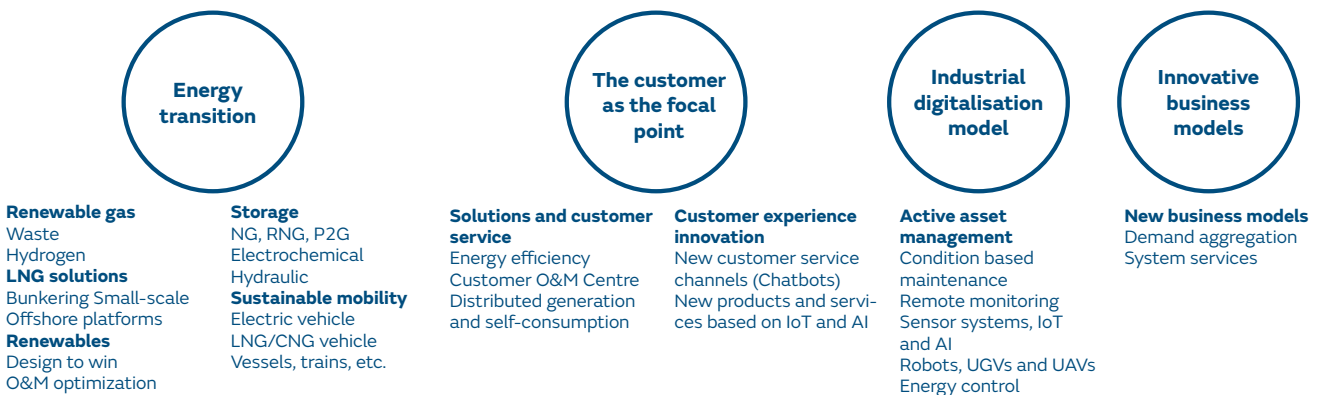 Energy
transition
Renewable gas
Waste
Hydrogen
LNG solutions
Bunkering Small-scale
Offshore platforms
Renewables
Design to win
O&M optimization
Storage
NG, RNG, P2G
Electrochemical
Hydraulic
Sustainable mobility
Electric vehicle
LNG/CNG vehicle
Vessels, trains, etc.
The customer
as the focal
point
Solutions and customer
service
Energy efficiency
Customer O&M Centre
Distributed generation
and self-consumption
Customer experience
innovation
New customer service
channels (Chatbots)
New products and servi-
ces based on IoT and AI
Industrial
digitalisation
model
Active asset
management
Condition based
maintenance
Remote monitoring
Sensor systems, IoT
and AI
Robots, UGVs and UAVs
Energy control
Innovative
business
models
New business models
Demand aggregation
System services